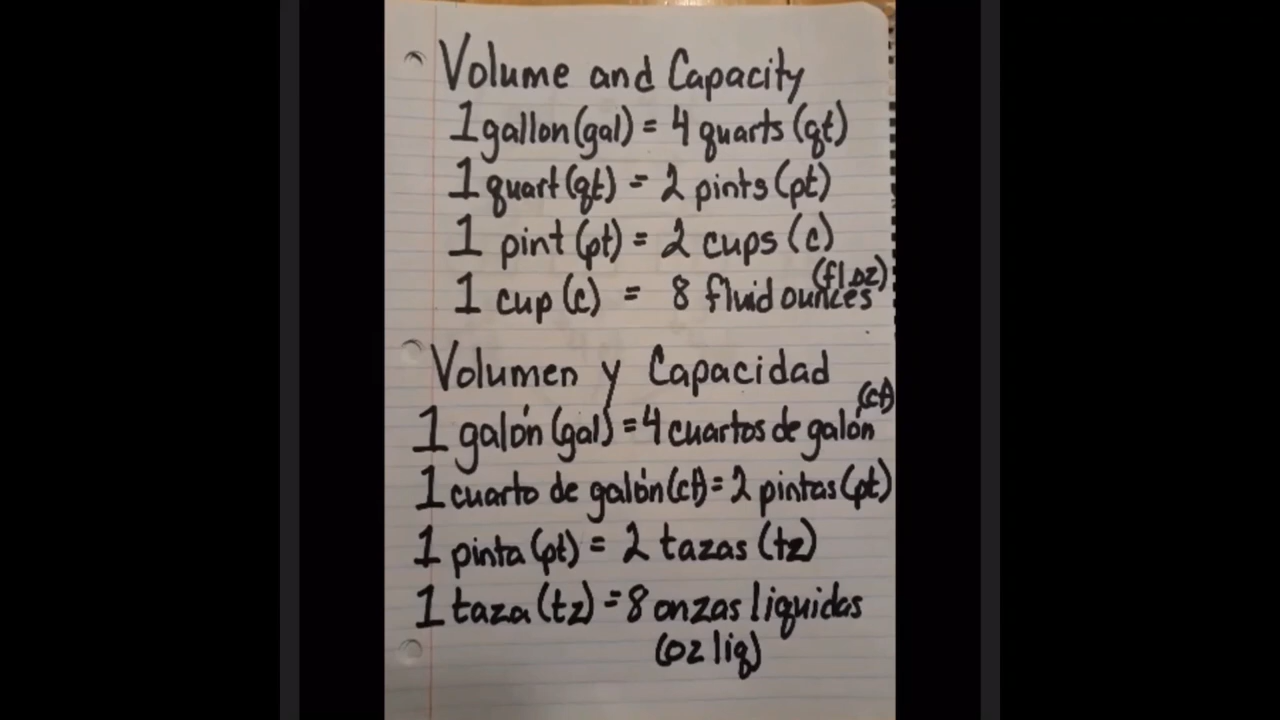 Volume and Capacity
1 gallon (gal) = 4 quarts (qt)
1 quart (qt) = 2 pints (pt)
1 pint (pt) = 2 cups (c)
1 cup (c) = 8 fluid ounces (fl oz)
Volumen y Capacidad
1 galón (gal) = 4 cuartos de galón (ct)
1 cuarto de galón (ct) = 2 pintas (pt)
1 pinta (pt) = 2 tazas (tz)
1 taza (tz) = 8 onzas liquidas
(oz liq)